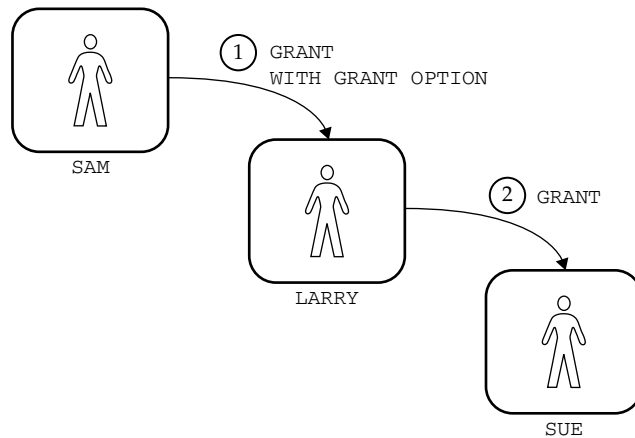 1 GRANT
WITH GRANT OPTION
SAM
2 GRANT
LARRY
SUE